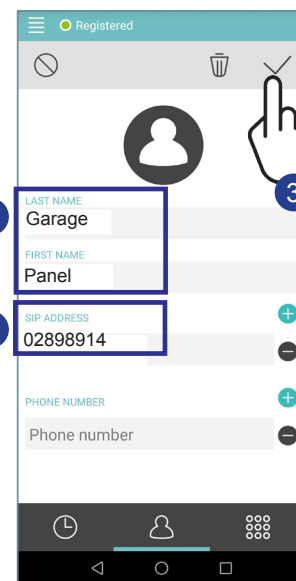 Registered
3
LAST NAME
Garage
FIRST NAME
Panel
SIP ADDRESS
02898914
PHONE NUMBER
Phone number